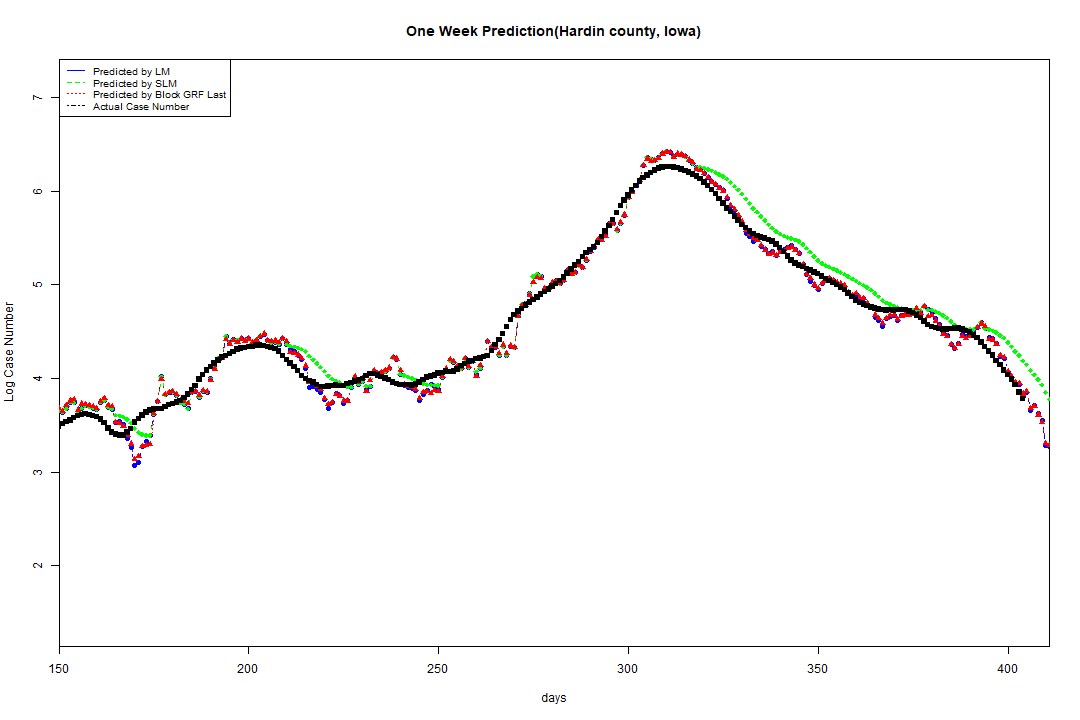 One Week Prediction(Hardin county, Iowa)
Predicted by LM
Predicted by SLM
Predicted by Block GRF Last
Actual Case Number
7
6
5
4
3
2
Log Case Number
150 200 250 300 350 400
days